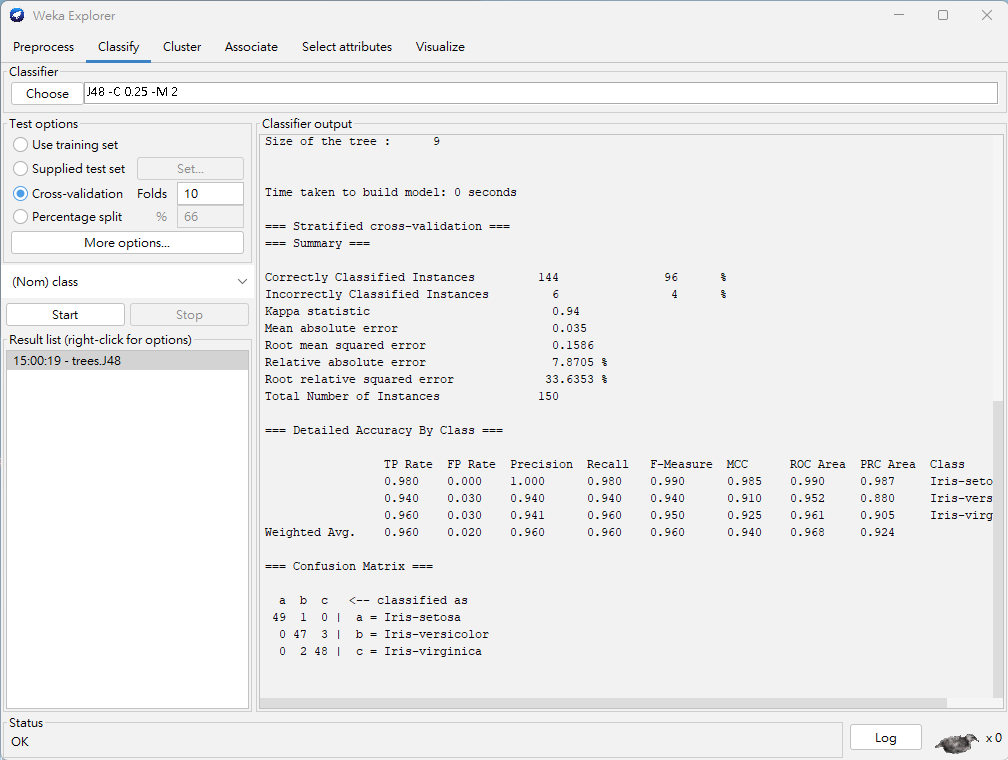 Weka Explorer
Preprocess Classify Cluster Associate Select attributes Visualize
Classifier
Choose J48 -C 0.25 -M 2
Test options
Use training set
Supplied test set Set...
Cross-validation Folds 10
Percentage split % 66
More options...
(Nom) class
Start Stop
Result list (right-click for options)
15:00:19 - trees.J48
Classifier output
Size of the tree : 9
Time taken to build model: 0 seconds
=== Stratified cross-validation ===
=== Summary ===
Correctly Classified Instances 144 96 %
Incorrectly Classified Instances 6 4 %
Kappa statistic 0.94
Mean absolute error 0.035
Root mean squared error 0.1586
Relative absolute error 7.8705 %
Root relative squared error 33.6353 %
Total Number of Instances 150
=== Detailed Accuracy By Class ===
TP Rate FP Rate Precision Recall F-Measure MCC ROC Area PRC Area Class
0.980 0.000 1.000 0.980 0.990 0.985 0.990 0.987 Iris-seto
0.940 0.030 0.940 0.940 0.940 0.910 0.952 0.880 Iris-vers
0.960 0.030 0.941 0.960 0.950 0.925 0.961 0.905 Iris-virg
Weighted Avg. 0.960 0.020 0.960 0.960 0.960 0.940 0.968 0.924
=== Confusion Matrix ===
a b c <-- classified as
49 1 0 | a = Iris-setosa
0 47 3 | b = Iris-versicolor
0 2 48 | c = Iris-virginica
Status
OK
Log x 0